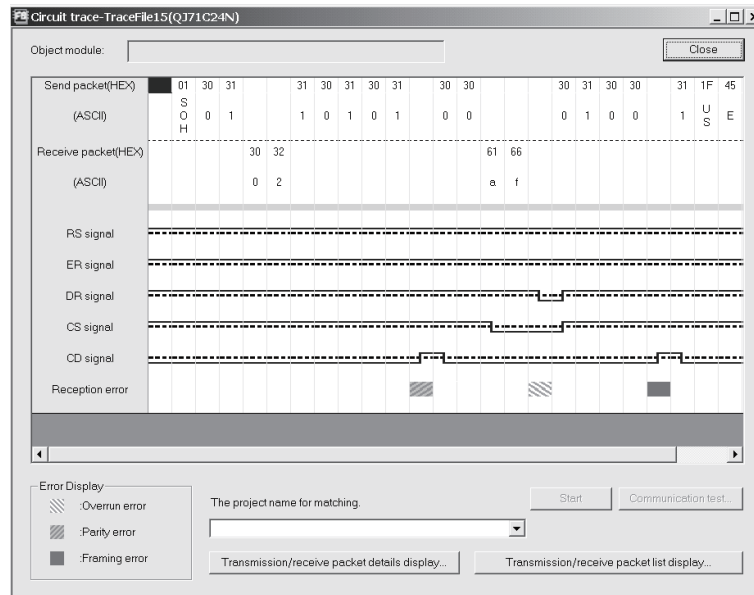 Circuit trace-TraceFile15(QJ71C24N)
Object module:
Close
Send packet(HEX) 01 30 31 31 30 31 30 31 30 30 30 31 30 30 31 1F 45
(ASCII) SOH 0 1 1 0 1 0 1 0 0 0 1 0 0 1 US E
Receive packet(HEX) 30 32 61 66
(ASCII) 0 2 a f
RS signal
ER signal
DR signal
CS signal
CD signal
Reception error
Error Display
:Overrun error
:Parity error
:Framing error
The project name for matching.
Start
Communication test...
Transmission/receive packet details display...
Transmission/receive packet list display...